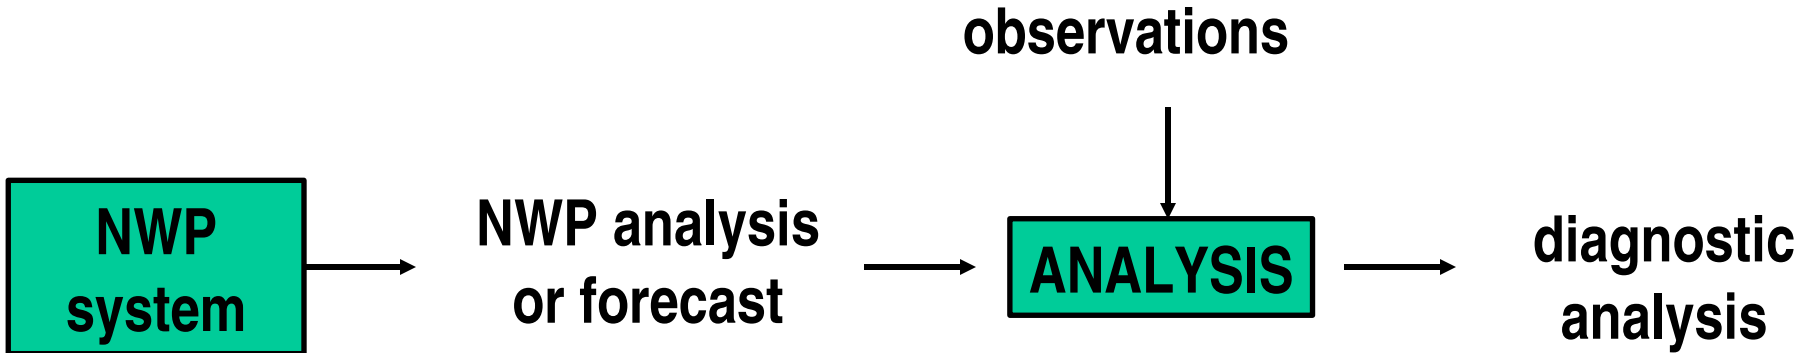 observations
NWP
system
NWP analysis
or forecast
ANALYSIS
diagnostic
analysis